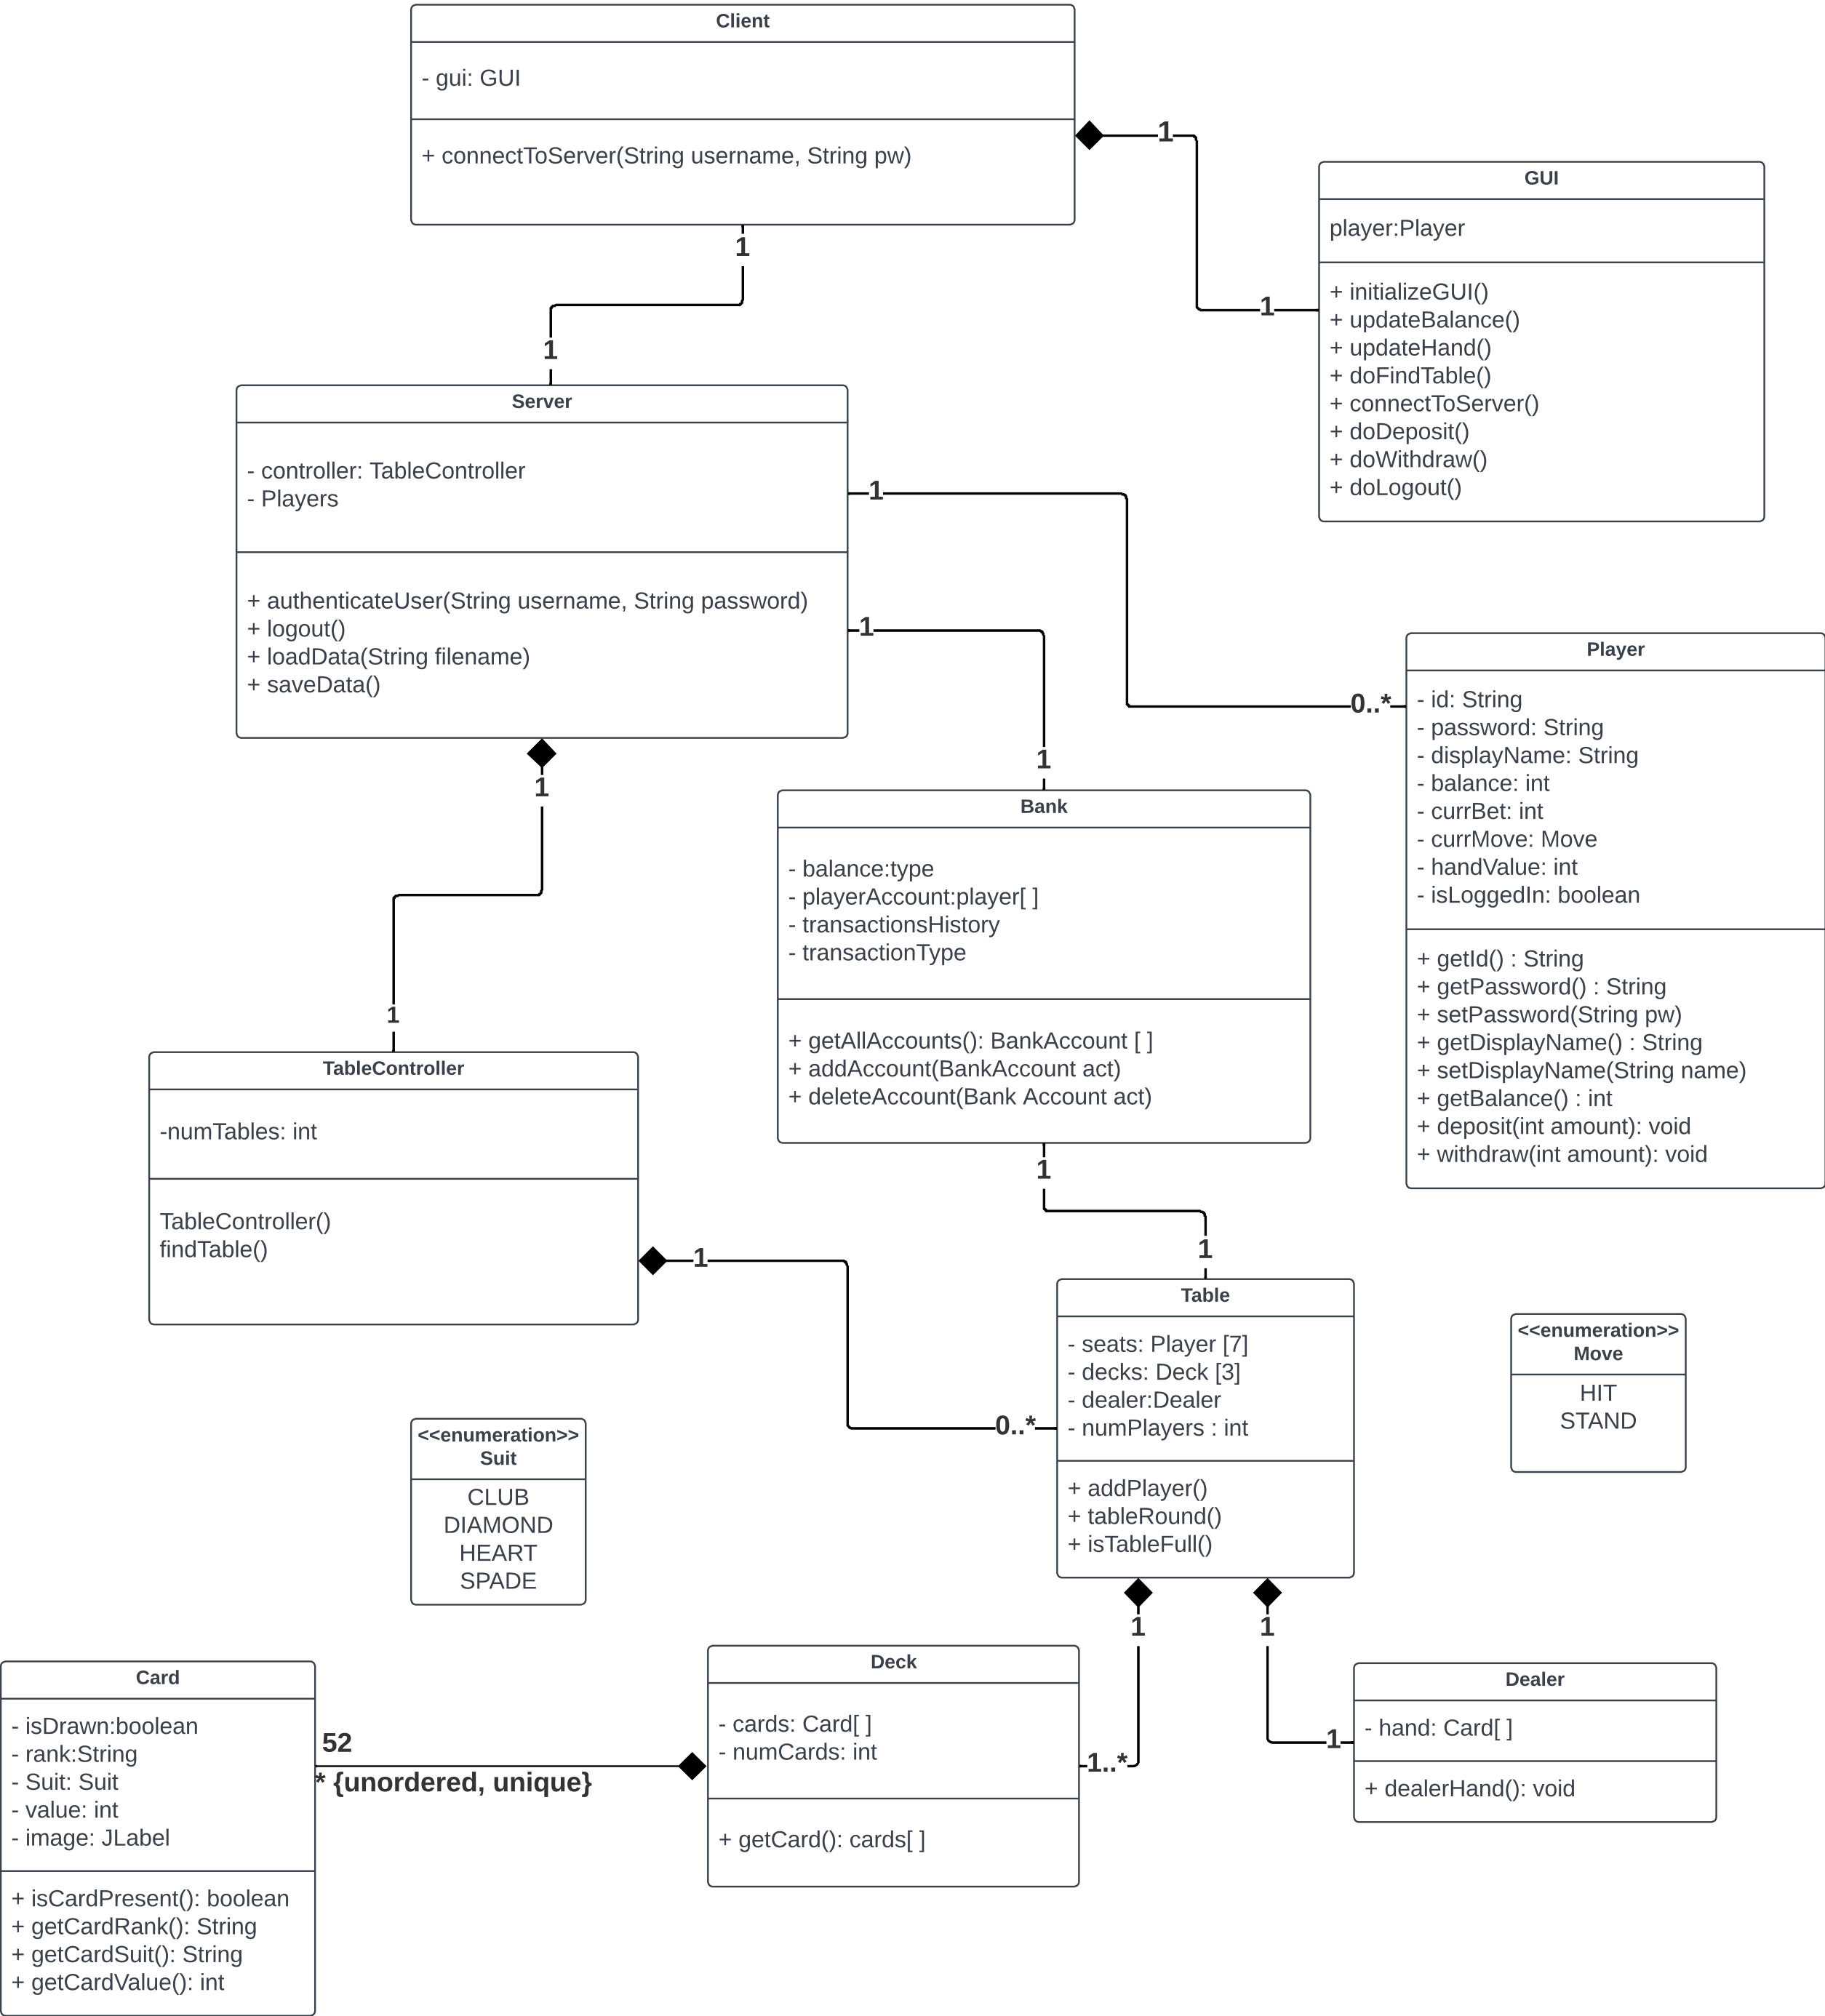 Client
- gui: GUI
+ connectToServer(String username, String pw)
1
1
GUI
player:Player
+ initializeGUI()
+ updateBalance()
+ updateHand()
+ doFindTable()
+ connectToServer()
+ doDeposit()
+ doWithdraw()
+ doLogout()
1
1
Server
- controller: TableController
- Players
+ authenticateUser(String username, String password)
+ logout()
+ loadData(String filename)
+ saveData()
1
0..*
1
1
1
1
Player
- id: String
- password: String
- displayName: String
- balance: int
- currBet: int
- currMove: Move
- handValue: int
- isLoggedIn: boolean
+ getId() : String
+ getPassword() : String
+ setPassword(String pw)
+ getDisplayName() : String
+ setDisplayName(String name)
+ getBalance() : int
+ deposit(int amount): void
+ withdraw(int amount): void
Bank
- balance:type
- playerAccount:player[ ]
- transactionsHistory
- transactionType
+ getAllAccounts(): BankAccount [ ]
+ addAccount(BankAccount act)
+ deleteAccount(Bank Account act)
1
1
TableController
-numTables: int
TableController()
findTable()
1
0..*
Table
- seats: Player [7]
- decks: Deck [3]
- dealer:Dealer
- numPlayers : int
+ addPlayer()
+ tableRound()
+ isTableFull()
1
1
1..*
1
<<enumeration>>
Move
HIT
STAND
<<enumeration>>
Suit
CLUB
DIAMOND
HEART
SPADE
Card
- isDrawn:boolean
- rank:String
- Suit: Suit
- value: int
- image: JLabel
+ isCardPresent(): boolean
+ getCardRank(): String
+ getCardSuit(): String
+ getCardValue(): int
52
* {unordered, unique}
Deck
- cards: Card[ ]
- numCards: int
+ getCard(): cards[ ]
Dealer
- hand: Card[ ]
+ dealerHand(): void